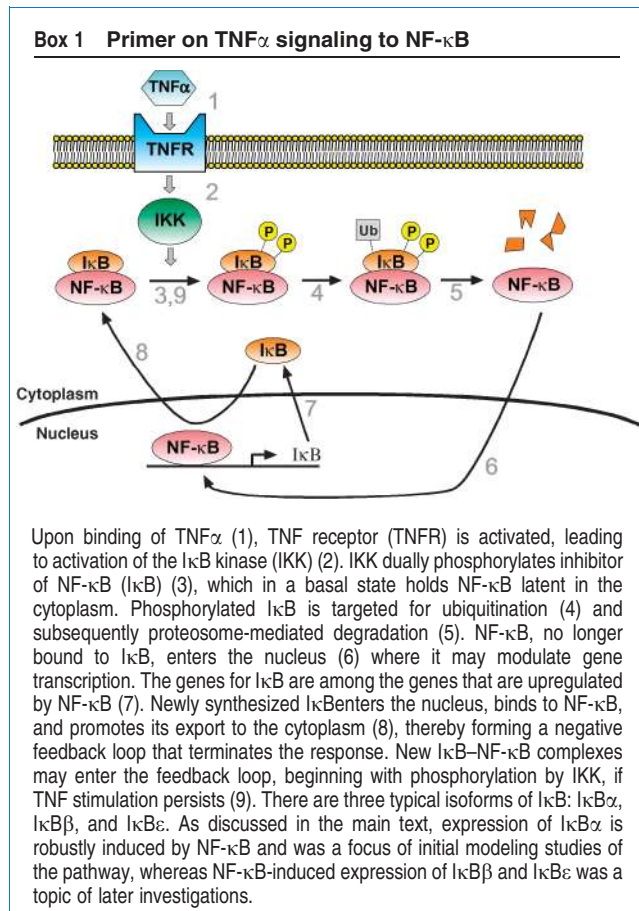 Box 1 Primer on TNFα signaling to NF-κB
TNFα
1
TNFR
2
IKK
P
P
Ub
P
P
IκB
NF-κB
3,9
IκB
NF-κB
4
IκB
NF-κB
5
NF-κB
8
IκB
7
Cytoplasm
Nucleus
NF-κB
IκB
6
Upon binding of TNFα (1), TNF receptor (TNFR) is activated, leading
to activation of the IκB kinase (IKK) (2). IKK dually phosphorylates inhibitor
of NF-κB (IκB) (3), which in a basal state holds NF-κB latent in the
cytoplasm. Phosphorylated IκB is targeted for ubiquitination (4) and
subsequently proteosome-mediated degradation (5). NF-κB, no longer
bound to IκB, enters the nucleus (6) where it may modulate gene
transcription. The genes for IκB are among the genes that are upregulated
by NF-κB (7). Newly synthesized IκBenters the nucleus, binds to NF-κB,
and promotes its export to the cytoplasm (8), thereby forming a negative
feedback loop that terminates the response. New IκB–NF-κB complexes
may enter the feedback loop, beginning with phosphorylation by IKK, if
TNF stimulation persists (9). There are three typical isoforms of IκB: IκBα,
IκBβ, and IκBε. As discussed in the main text, expression of IκBα is
robustly induced by NF-κB and was a focus of initial modeling studies of
the pathway, whereas NF-κB-induced expression of IκBβ and IκBε was a
topic of later investigations.